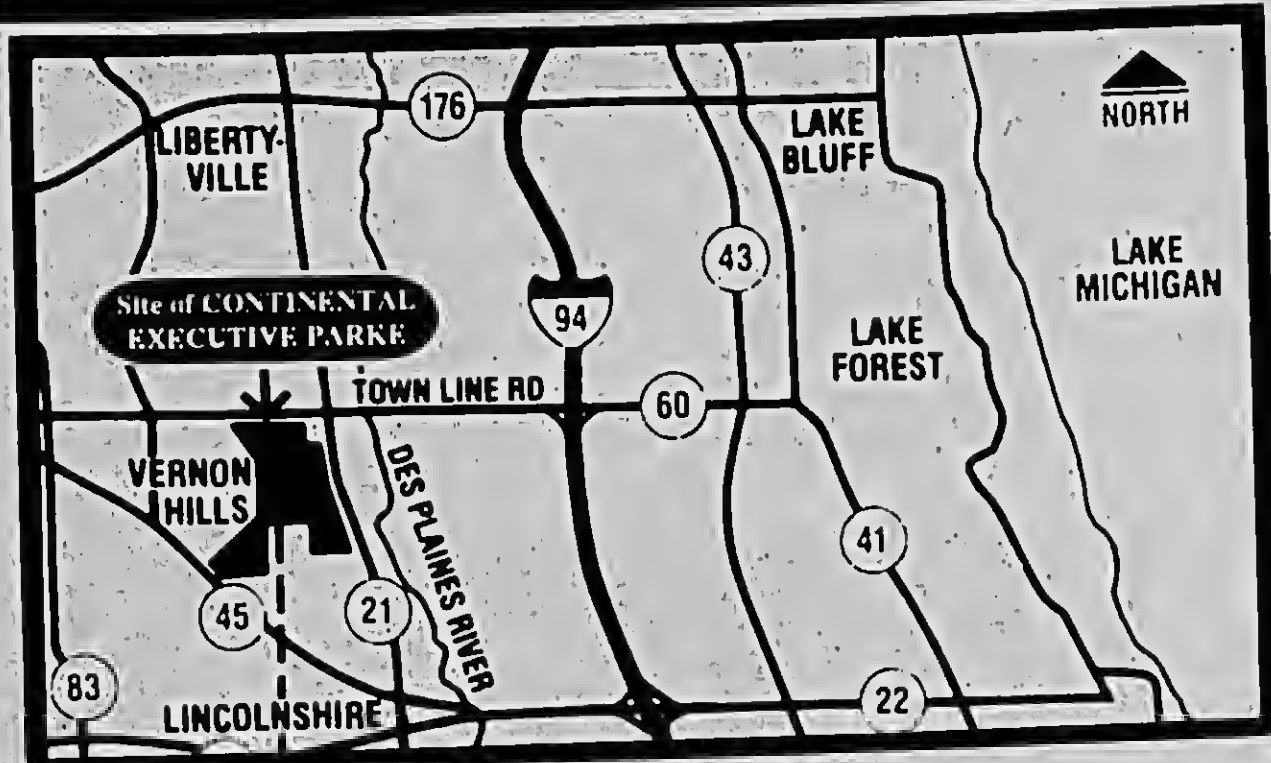 176
LIBERTY-
VILLE
LAKE
BLUFF
NORTH
43
LAKE
MICHIGAN
Site of CONTINENTAL
EXECUTIVE PARKE
94
LAKE
FOREST
TOWN LINE RD
60
VERNON
HILLS
DES PLAINES RIVER
41
45
21
83
22
LINCOLNSHIRE